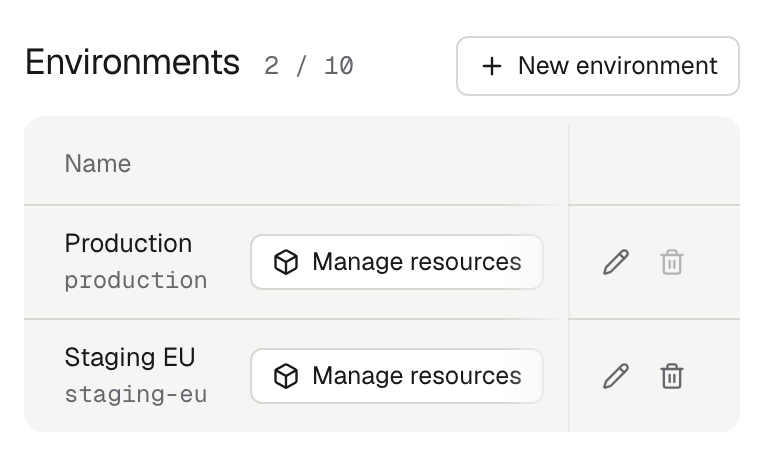 Environments 2 / 10
New environment
Name
Production
production
Manage resources
Staging EU
staging-eu
Manage resources